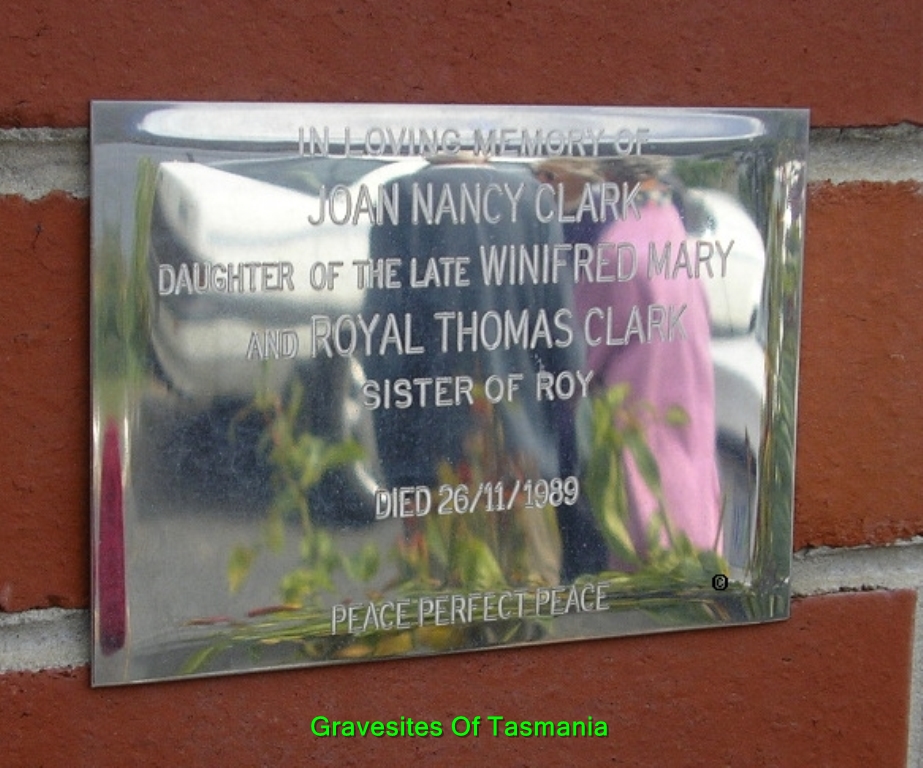 IN LOVING MEMORY OF
JOAN NANCY CLARK
DAUGHTER OF THE LATE WINIFRED MARY
AND ROYAL THOMAS CLARK
SISTER OF ROY
DIED 26/11/1989
PEACE PERFECT PEACE
©
Gravesites Of Tasmania